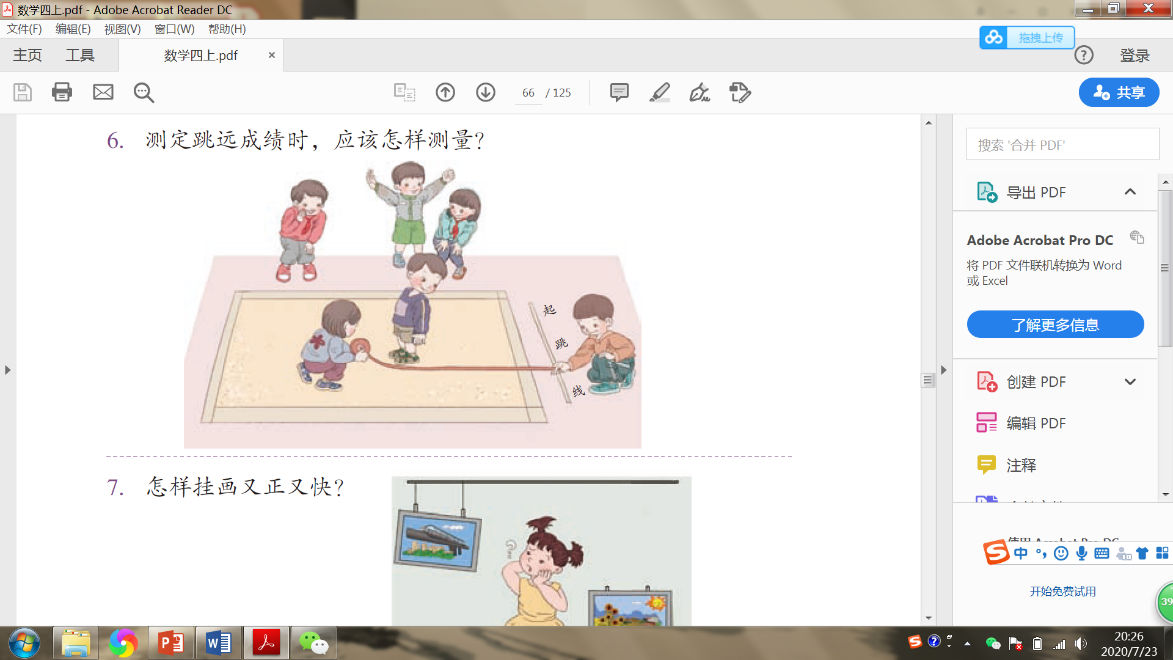 数学四上.pdf - Adobe Acrobat Reader DC
文件(F) 编辑(E) 视图(V) 窗口(W) 帮助(H)
拖拽上传
主页 工具 数学四上.pdf × ? 登录
66 / 125 共享
6. 测定跳远成绩时，应该怎样测量？
起
跳
线
7. 怎样挂画又正又快？
搜索 '合并 PDF'
导出 PDF
Adobe Acrobat Pro DC
将 PDF 文件联机转换为 Word
或 Excel
了解更多信息
创建 PDF
编辑 PDF
注释
中
开始免费试用
39
20:26
2020/7/23